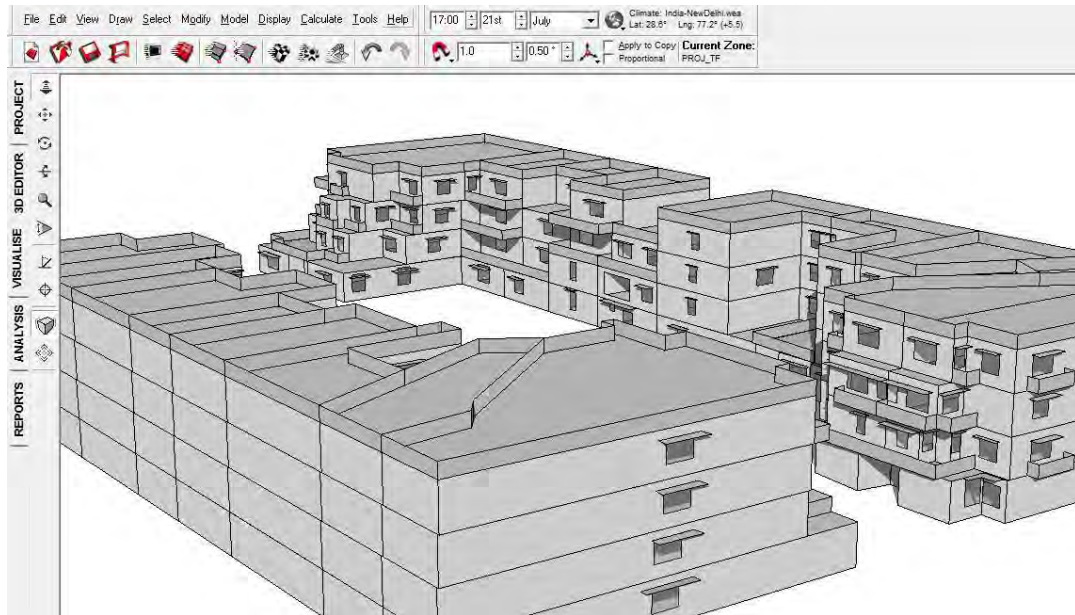 File Edit View Draw Select Modify Model Display Calculate Tools Help
17:00 21st July
Climate: India-NewDelhi.wea
Lat: 28.6° Lng: 77.2° (+5.5)
1.0 0.50 °
Apply to Copy
Proportional
Current Zone:
PROJ_TF
PROJECT
3D EDITOR
VISUALISE
ANALYSIS
REPORTS